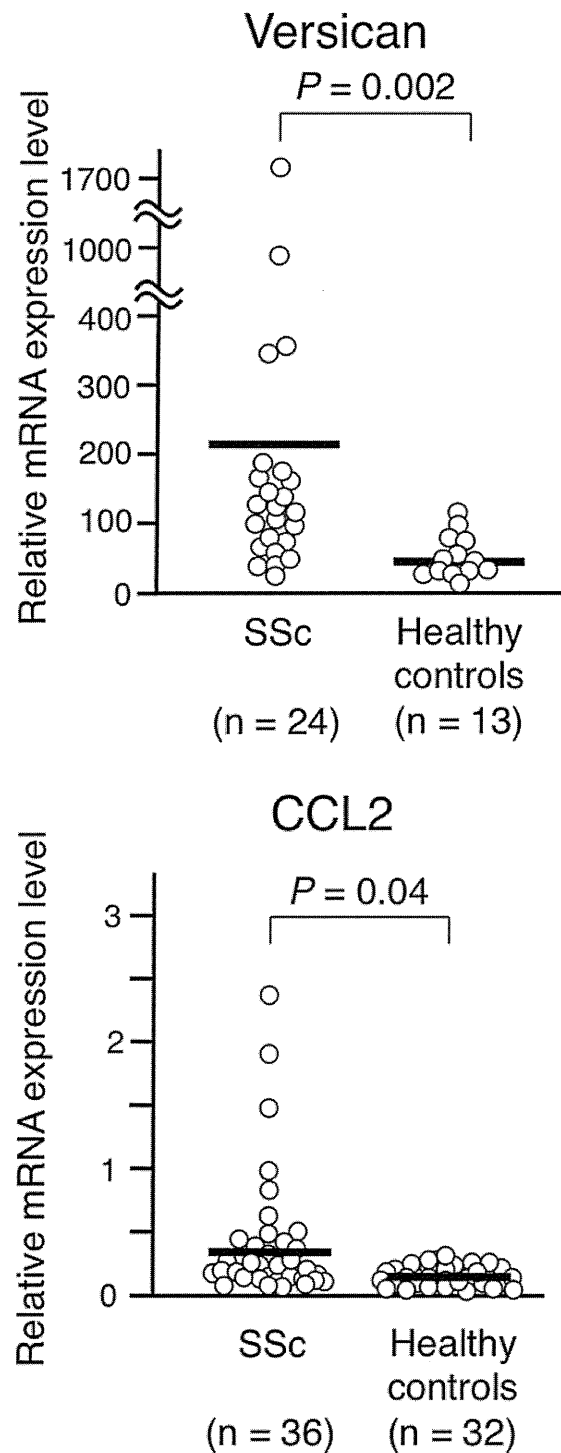 Versican
P = 0.002
Relative mRNA expression level
1700
1000
400
300
200
100
0
SSc
Healthy
controls
(n = 24)
(n = 13)
CCL2
P = 0.04
Relative mRNA expression level
3
2
1
0
SSc
Healthy
controls
(n = 36)
(n = 32)